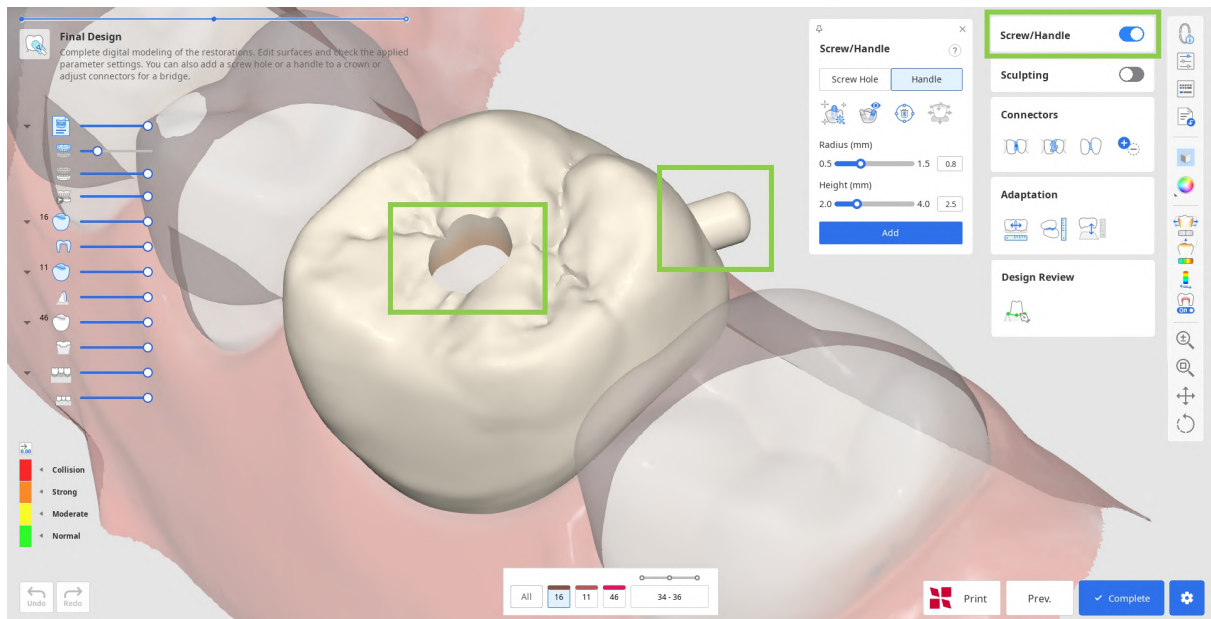 Final Design
Complete digital modeling of the restorations. Edit surfaces and check the applied
parameter settings. You can also add a screw hole or a handle to a crown or
adjust connectors for a bridge.
16
11
46
0.00
Collision
Strong
Moderate
Normal
Undo
Redo
All
16
11
46
34 - 36
Screw/Handle
?
Screw Hole
Handle
Radius (mm)
0.5
1.5
0.8
Height (mm)
2.0
4.0
2.5
Add
Screw/Handle
Sculpting
Connectors
Adaptation
Design Review
On
Print
Prev.
Complete